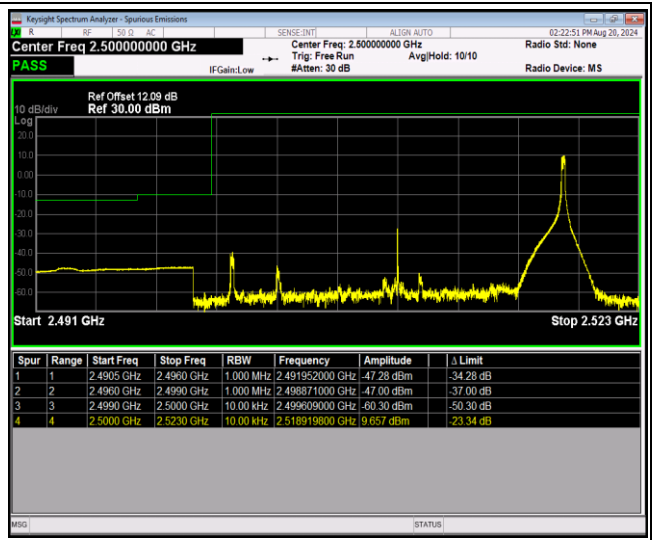 Keysight Spectrum Analyzer - Spurious Emissions
R RF 50 Ω AC SENSE:INT ALIGN AUTO 02:22:51 PM Aug 20, 2024
Center Freq 2.500000000 GHz Center Freq: 2.500000000 GHz Radio Std: None
Trig: Free Run Avg|Hold: 10/10
PASS IFGain:Low #Atten: 30 dB Radio Device: MS
Ref Offset 12.09 dB
10 dB/div Ref 30.00 dBm
Log
20.0
10.0
0.00
-10.0
-20.0
-30.0
-40.0
-50.0
-60.0
Start 2.491 GHz Stop 2.523 GHz
Spur Range Start Freq Stop Freq RBW Frequency Amplitude Δ Limit
1 1 2.4905 GHz 2.4960 GHz 1.000 MHz 2.491952000 GHz -47.28 dBm -34.28 dB
2 2 2.4960 GHz 2.4990 GHz 1.000 MHz 2.498871000 GHz -47.00 dBm -37.00 dB
3 3 2.4990 GHz 2.5000 GHz 10.00 kHz 2.499609000 GHz -60.30 dBm -50.30 dB
4 4 2.5000 GHz 2.5230 GHz 10.00 kHz 2.518919800 GHz 9.657 dBm -23.34 dB
MSG STATUS